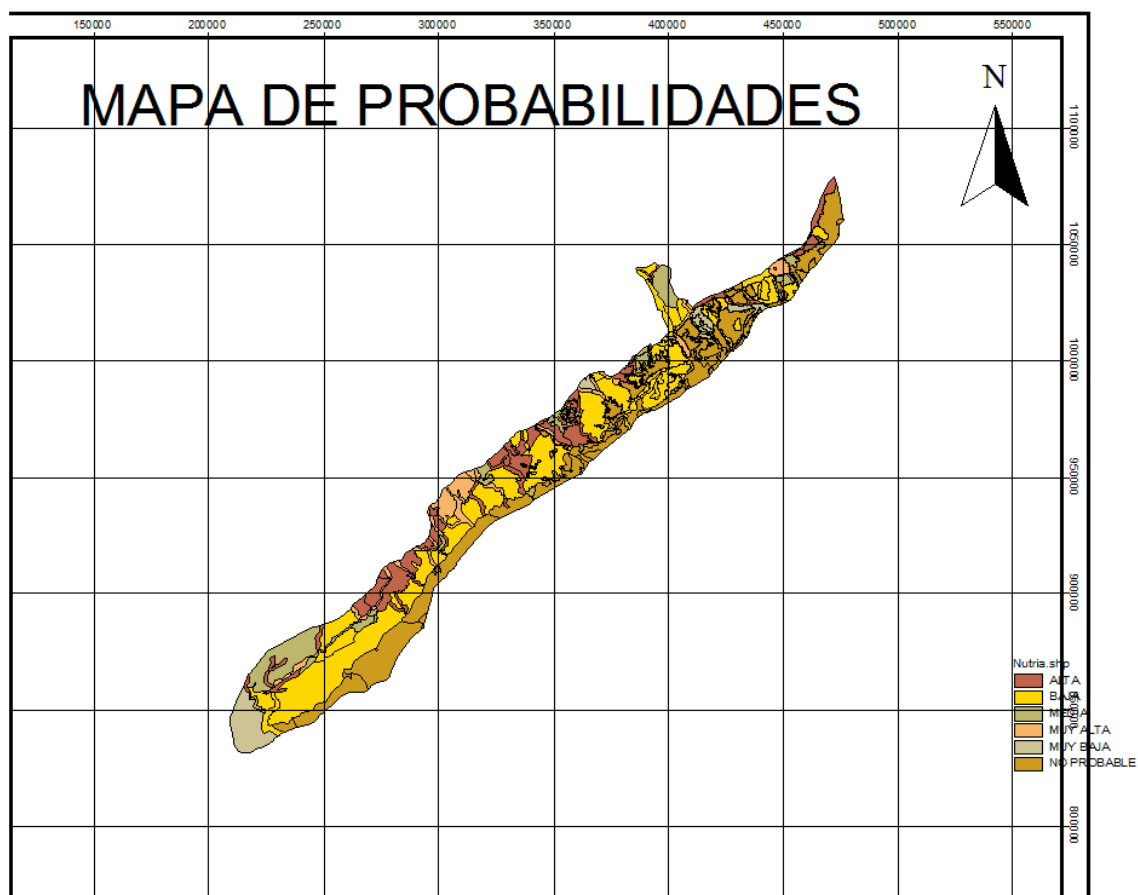 150000 200000 250000 300000 350000 400000 450000 500000 550000
MAPA DE PROBABILIDADES
N
1100000
1050000
1000000
950000
900000
850000
800000
Nutria.shp
ALTA
BAJA
MEDIA
MUY ALTA
MUY BAJA
NO PROBABLE